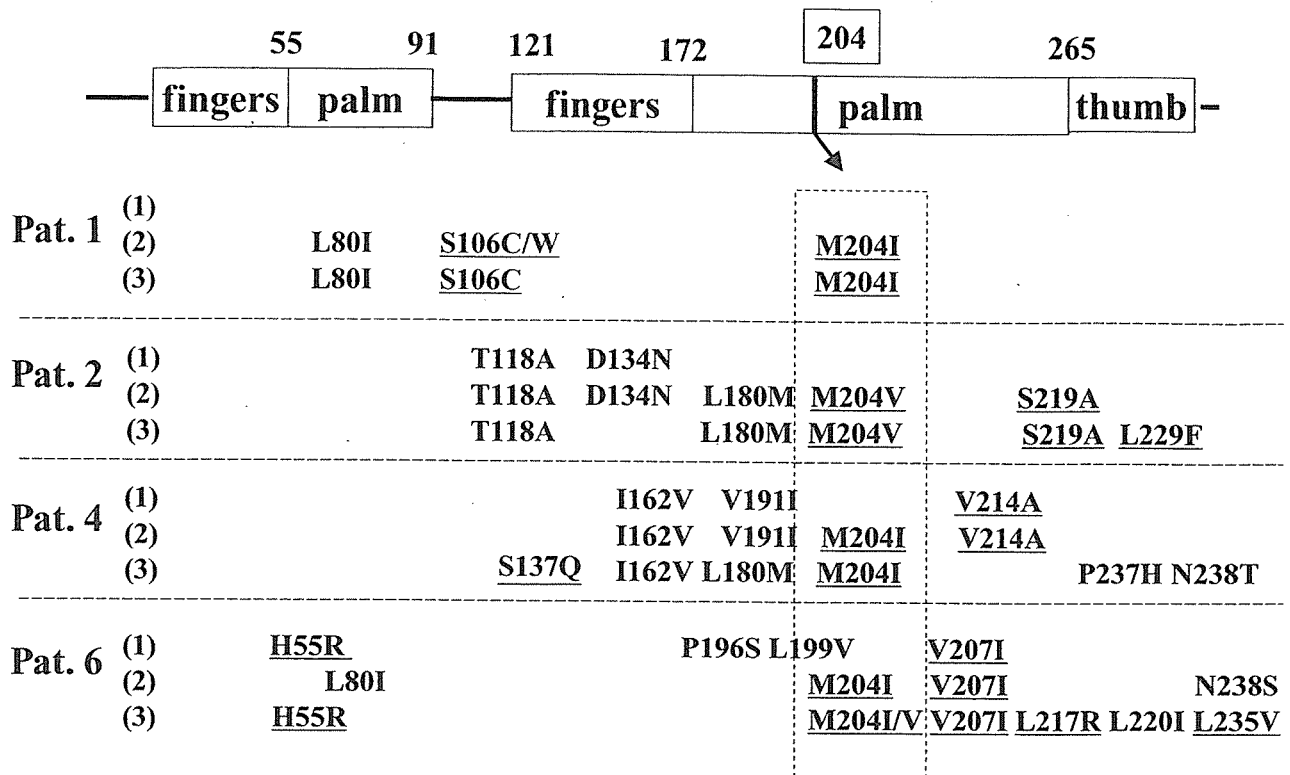 55 91 121 172 204 265
fingers palm fingers palm thumb
Pat. 1 (1)
(2) L80I S106C/W M204I
(3) L80I S106C M204I
Pat. 2 (1) T118A D134N
(2) T118A D134N L180M M204V S219A
(3) T118A L180M M204V S219A L229F
Pat. 4 (1) I162V V191I V214A
(2) I162V V191I M204I V214A
(3) S137Q I162V L180M M204I P237H N238T
Pat. 6 (1) H55R P196S L199V V207I
(2) L80I M204I V207I N238S
(3) H55R M204I/V V207I L217R L220I L235V